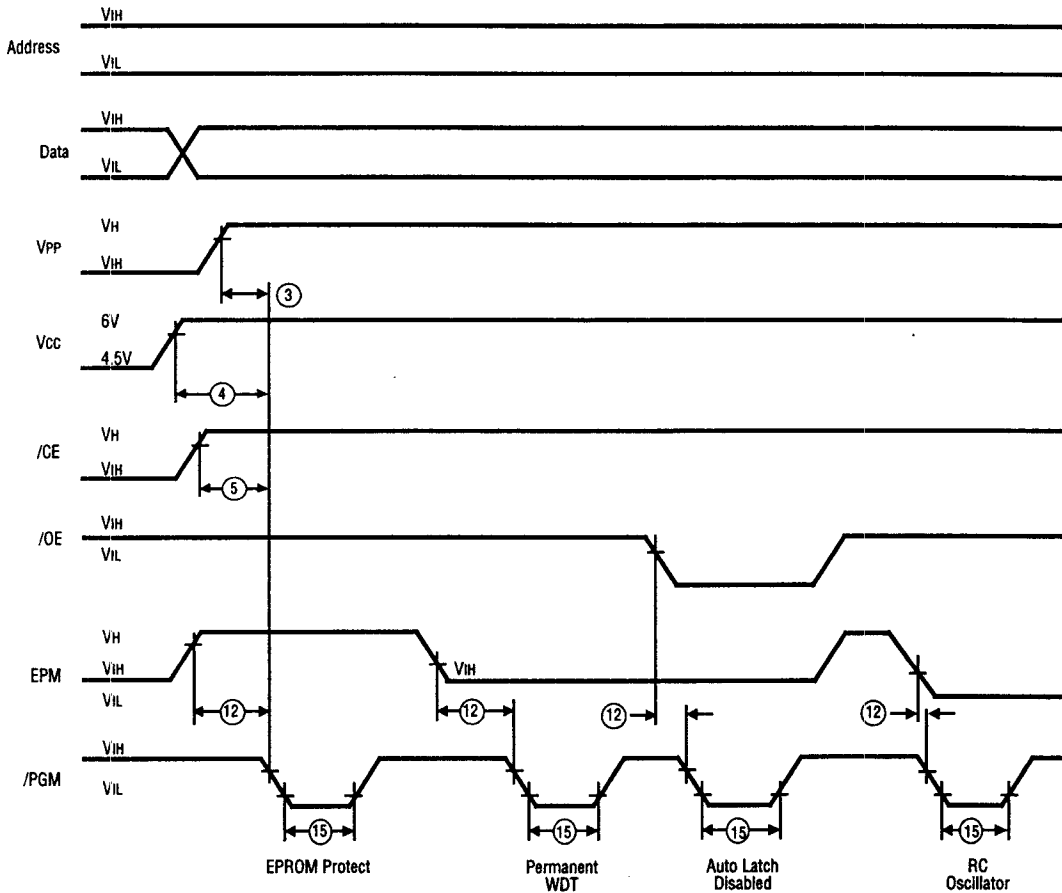 Address
VIH
VIL
Data
VIH
VIL
VPP
VH
VIH
3
VCC
6V
4.5V
4
/CE
VH
VIH
5
/OE
VIH
VIL
EPM
VH
VIH
VIL
VIH
12
12
12
12
/PGM
VIH
VIL
15
15
15
15
EPROM Protect
Permanent
WDT
Auto Latch
Disabled
RC
Oscillator